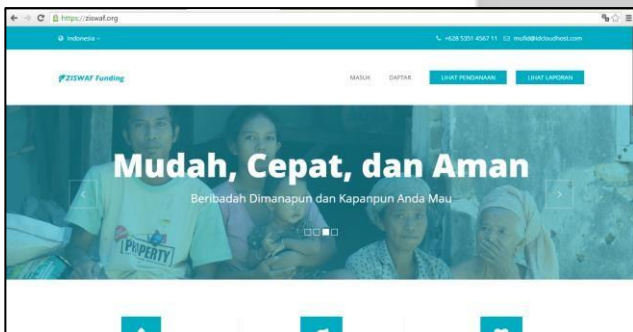 https://ziswaf.org
Indonesia
+628 5351 4567 11 mufid@idcloudhost.com
ZISWAF Funding
MASUK DAFTAR LIHAT PENDANAAN LIHAT LAPORAN
Mudah, Cepat, dan Aman
Beribadah Dimanapun dan Kapanpun Anda Mau
PROPERTY